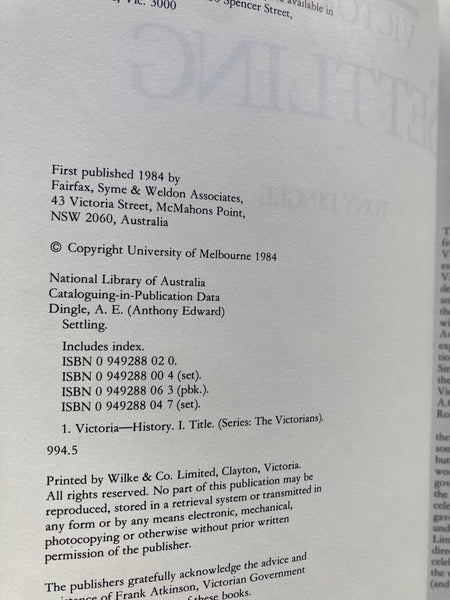 available in
Spencer Street,
Vic. 3000
First published 1984 by
Fairfax, Syme & Weldon Associates,
43 Victoria Street, McMahons Point,
NSW 2060, Australia
© Copyright University of Melbourne 1984
National Library of Australia
Cataloguing-in-Publication Data
Dingle, A. E. (Anthony Edward)
Settling.
Includes index.
ISBN 0 949288 02 0.
ISBN 0 949288 00 4 (set).
ISBN 0 949288 06 3 (pbk.).
ISBN 0 949288 04 7 (set).
1. Victoria—History. I. Title. (Series: The Victorians).
994.5
Printed by Wilke & Co. Limited, Clayton, Victoria.
All rights reserved. No part of this publication may be
reproduced, stored in a retrieval system or transmitted in
any form or by any means electronic, mechanical,
photocopying or otherwise without prior written
permission of the publisher.
The publishers gratefully acknowledge the advice and
of Frank Atkinson, Victorian Government
of these books.